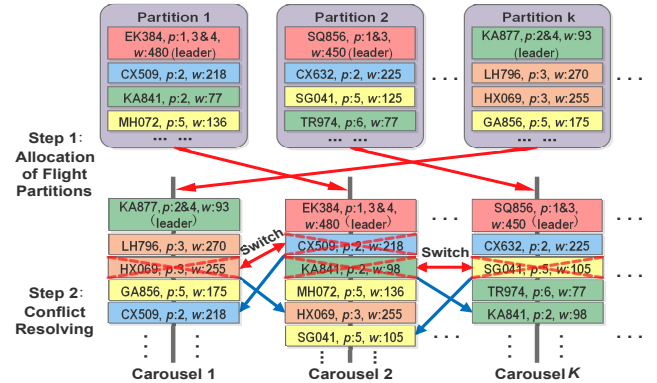 Partition 1
EK384, p:1, 3 & 4,
w:480 (leader)
CX509, p:2, w:218
KA841, p:2, w:77
MH072, p:5, w:136
... ...
Partition 2
SQ856, p:1&3,
w:450 (leader)
CX632, p:2, w:225
SG041, p:5, w:125
TR974, p:6, w:77
... ...
. . .
Partition k
KA877, p:2&4, w:93
(leader)
LH796, p:3, w:270
HX069, p:3, w:255
GA856, p:5, w:175
... ...
. . .
Step 1:
Allocation
of Flight
Partitions
Step 2:
Conflict
Resolving
KA877, p:2&4, w:93
(leader)
LH796, p:3, w:270
HX069, p:3, w:255
GA856, p:5, w:175
CX509, p:2, w:218
Carousel 1
Switch
EK384, p:1, 3 & 4,
w:480 (leader)
CX509, p:2, w:218
KA841, p:2, w:98
MH072, p:5, w:136
HX069, p:3, w:255
SG041, p:5, w:105
Carousel 2
Switch
. . .
SQ856, p:1&3,
w:450 (leader)
CX632, p:2, w:225
SG041, p:5, w:105
TR974, p:6, w:77
KA841, p:2, w:98
Carousel K
. . .